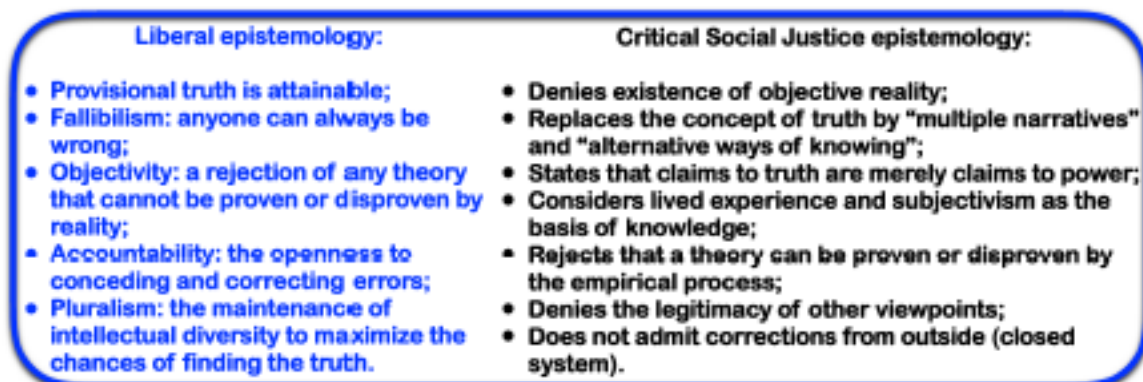 Liberal epistemology:
• Provisional truth is attainable;
• Fallibilism: anyone can always be
wrong;
• Objectivity: a rejection of any theory
that cannot be proven or disproven by
reality;
• Accountability: the openness to
conceding and correcting errors;
• Pluralism: the maintenance of
intellectual diversity to maximize the
chances of finding the truth.
Critical Social Justice epistemology:
• Denies existence of objective reality;
• Replaces the concept of truth by “multiple narratives”
and “alternative ways of knowing”;
• States that claims to truth are merely claims to power;
• Considers lived experience and subjectivism as the
basis of knowledge;
• Rejects that a theory can be proven or disproven by
the empirical process;
• Denies the legitimacy of other viewpoints;
• Does not admit corrections from outside (closed
system).